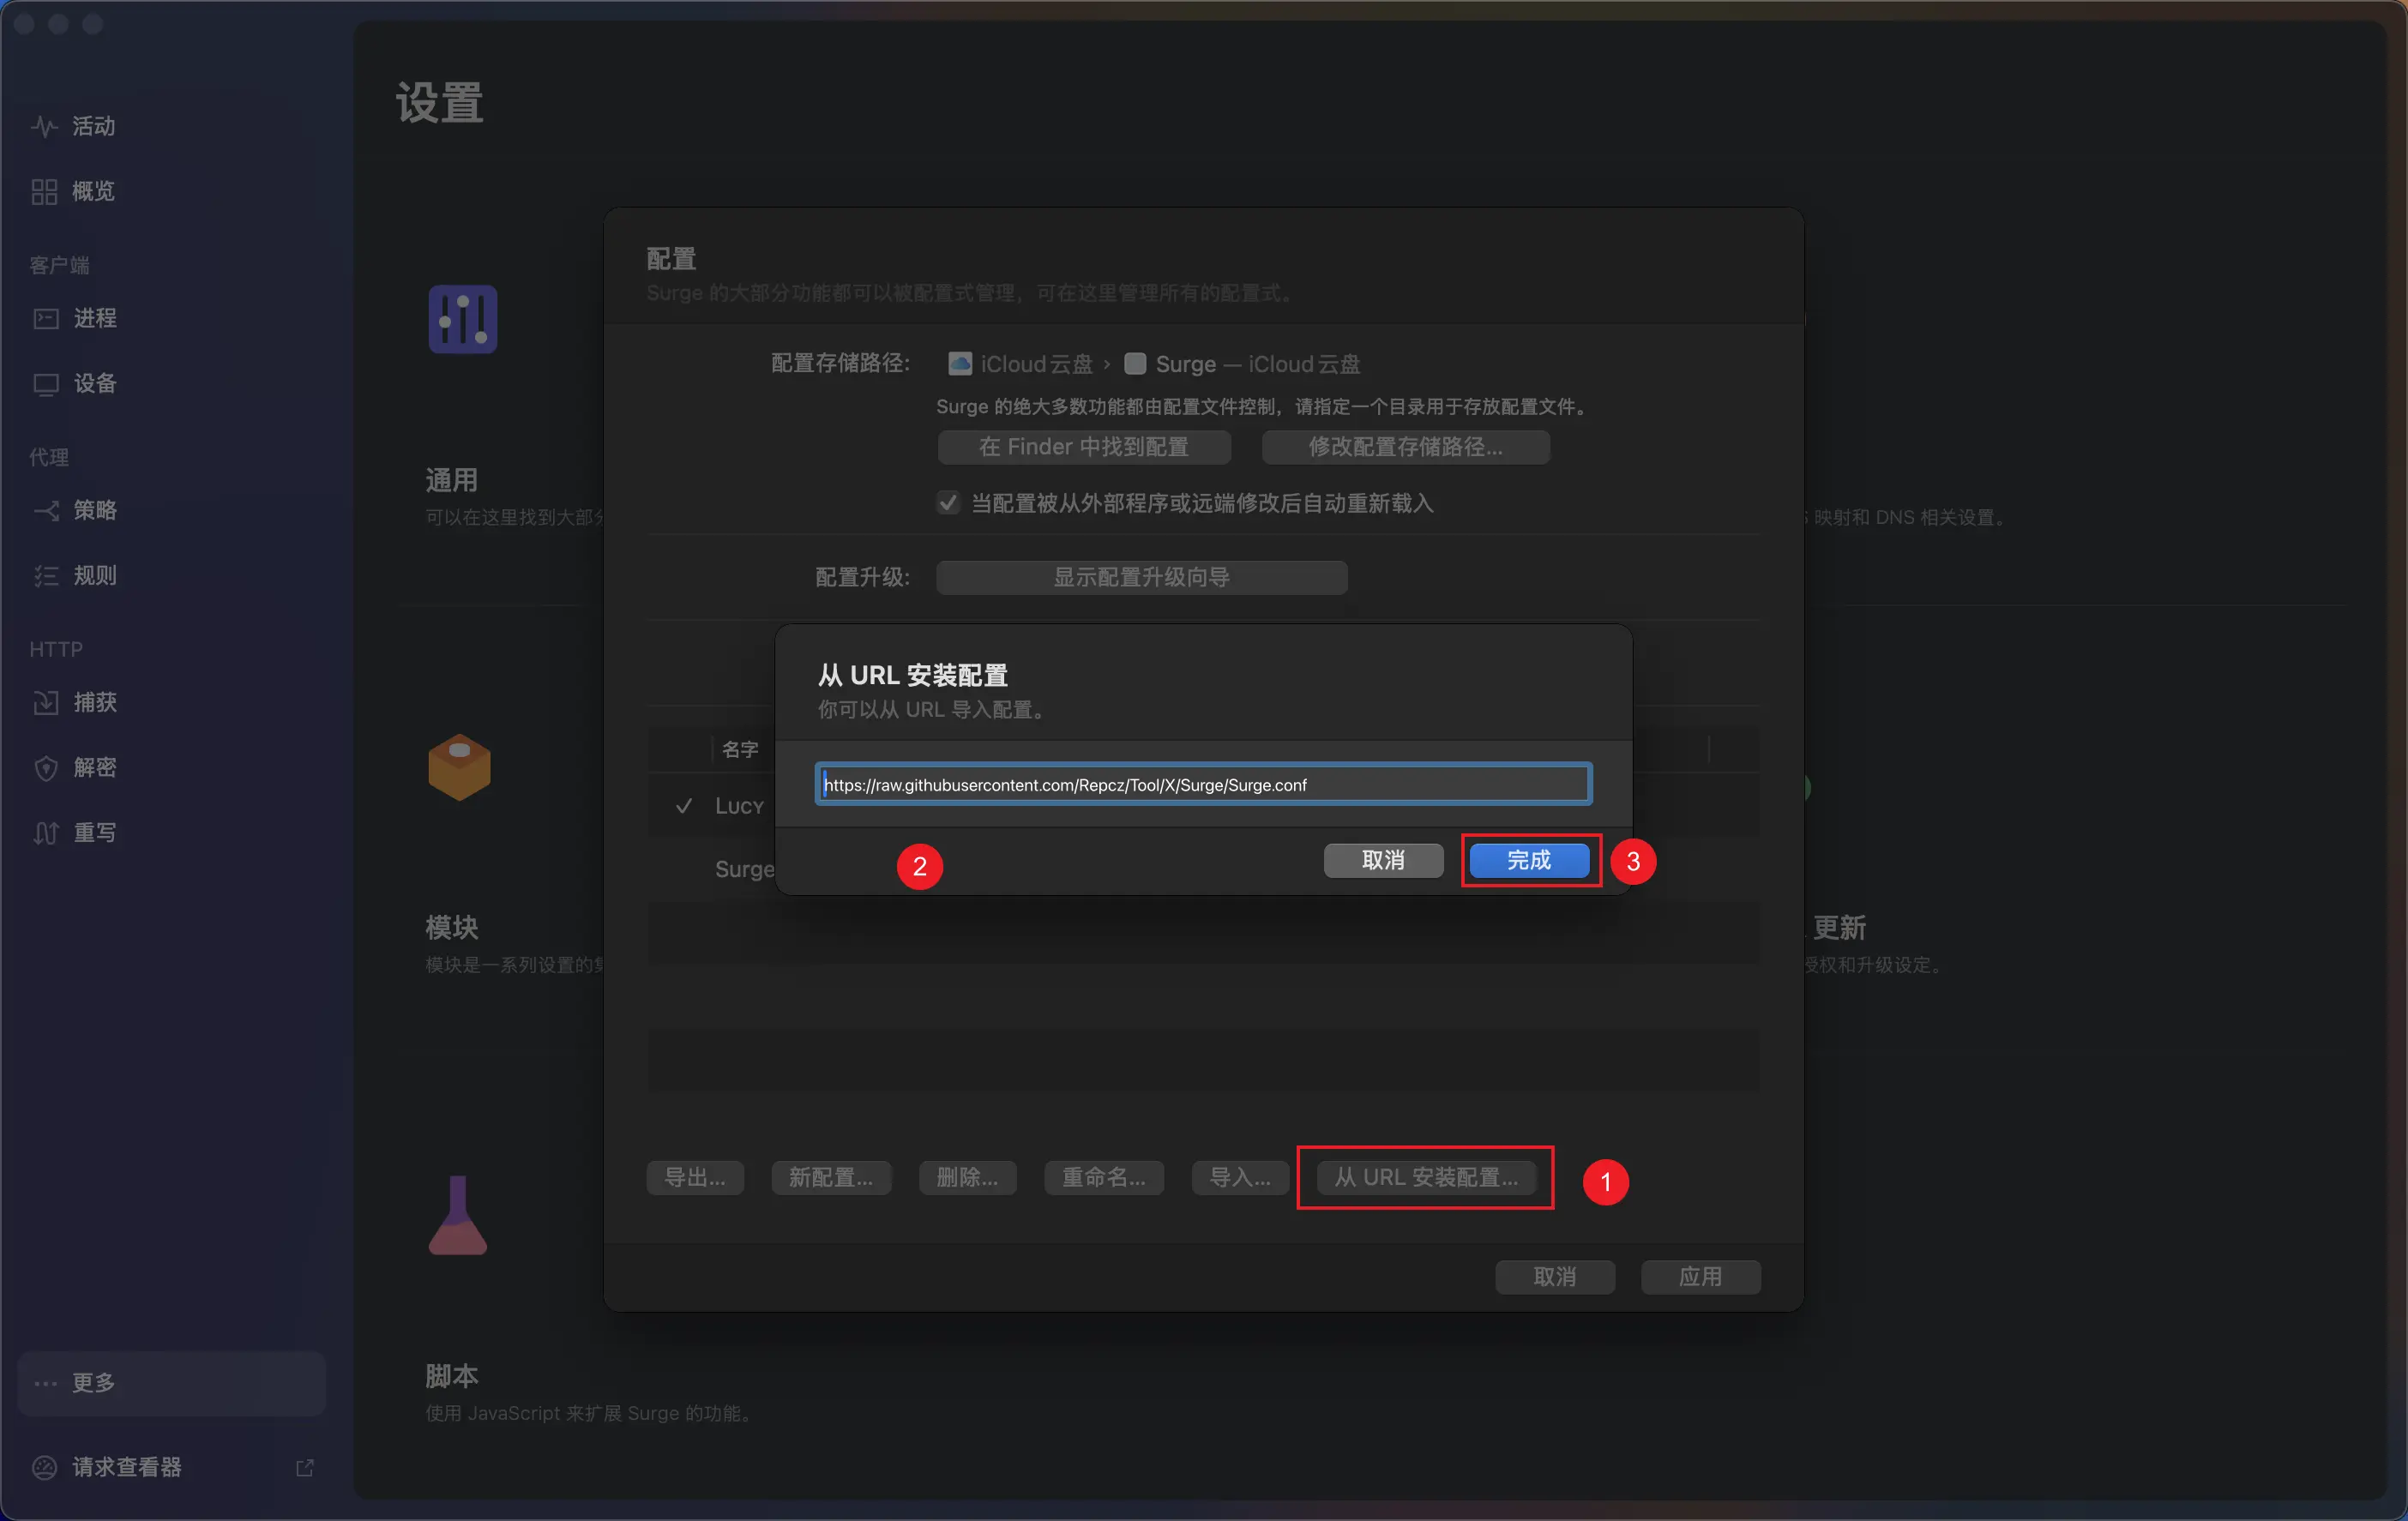 设置
活动
概览
客户端
进程
设备
代理
策略
规则
HTTP
捕获
解密
重写
更多
请求查看器
通用
可以在这里找到大部
映射和 DNS 相关设置。
模块
模块是一系列设置的
更新
授权和升级设定。
脚本
使用 JavaScript 来扩展 Surge 的功能。
配置
Surge 的大部分功能都可以被配置式管理，可在这里管理所有的配置式。
配置存储路径: iCloud 云盘 › Surge — iCloud 云盘
Surge 的绝大多数功能都由配置文件控制，请指定一个目录用于存放配置文件。
在 Finder 中找到配置 修改配置存储路径...
当配置被从外部程序或远端修改后自动重新载入
配置升级: 显示配置升级向导
名字
Lucy
Surge
从 URL 安装配置
你可以从 URL 导入配置。
https://raw.githubusercontent.com/Repcz/Tool/X/Surge/Surge.conf
2 取消 完成 3
导出... 新配置... 删除... 重命名... 导入... 从 URL 安装配置... 1
取消 应用